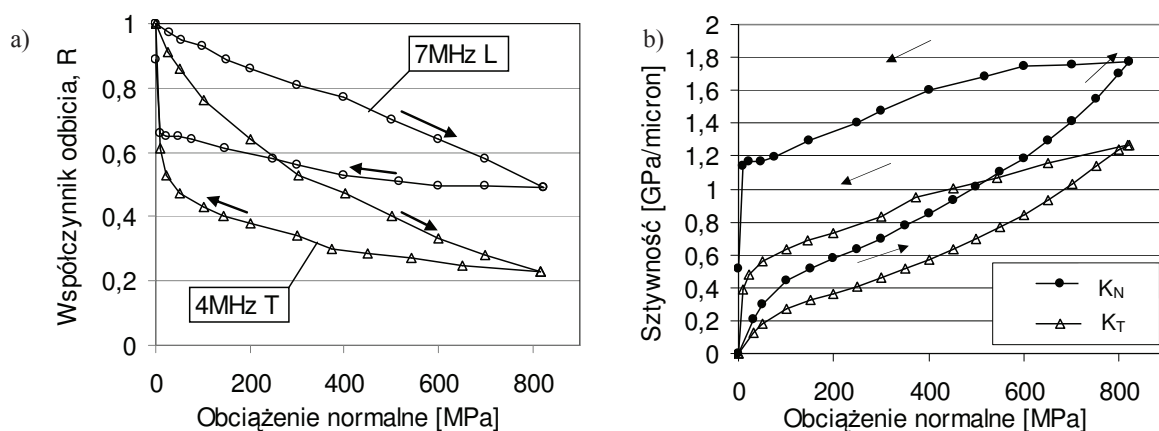 a)
Współczynnik odbicia, R
1
0,8
0,6
0,4
0,2
0
7MHz L
4MHz T
0 200 400 600 800
Obciążenie normalne [MPa]
b)
Sztywność [GPa/micron]
2
1,8
1,6
1,4
1,2
1
0,8
0,6
0,4
0,2
0
K_N
K_T
0 200 400 600 800
Obciążenie normalne [MPa]